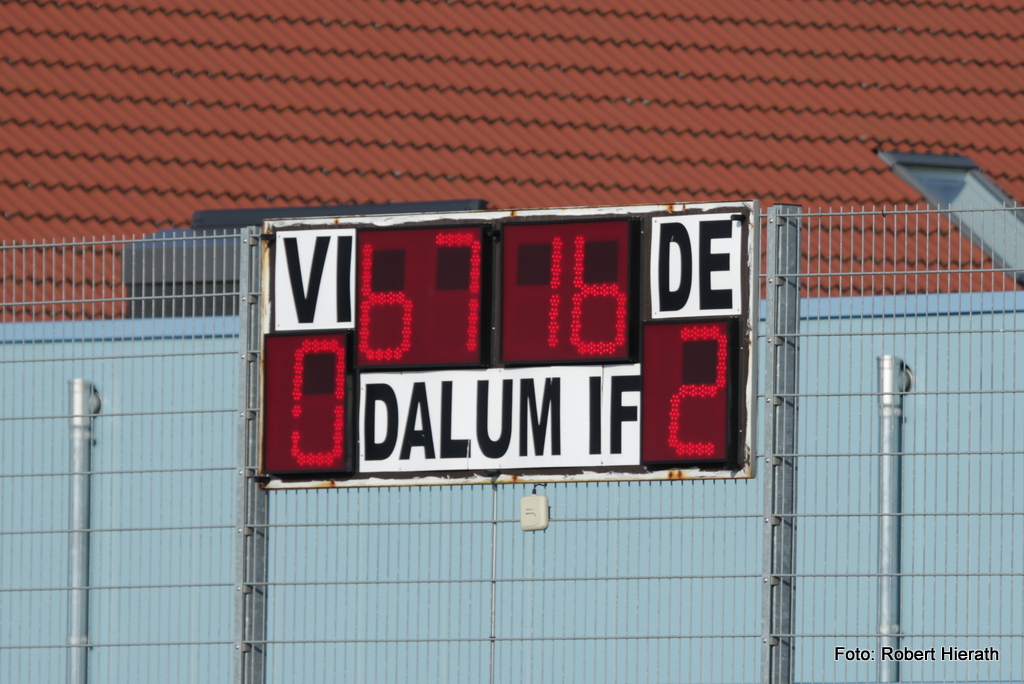 VI 67 16 DE
0 DALUM IF 2
Foto: Robert Hierath